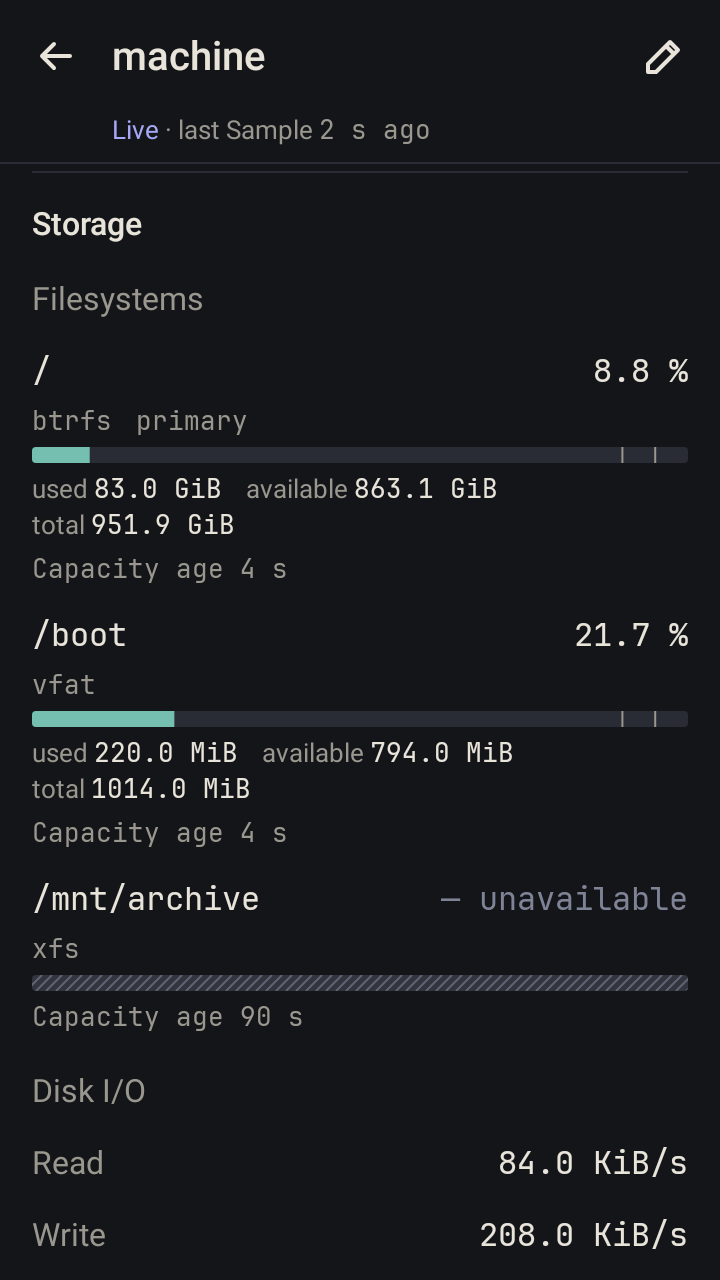 machine
Live · last Sample 2 s ago
Storage
Filesystems
/ 8.8 %
btrfs primary
used 83.0 GiB available 863.1 GiB
total 951.9 GiB
Capacity age 4 s
/boot 21.7 %
vfat
used 220.0 MiB available 794.0 MiB
total 1014.0 MiB
Capacity age 4 s
/mnt/archive — unavailable
xfs
Capacity age 90 s
Disk I/O
Read 84.0 KiB/s
Write 208.0 KiB/s